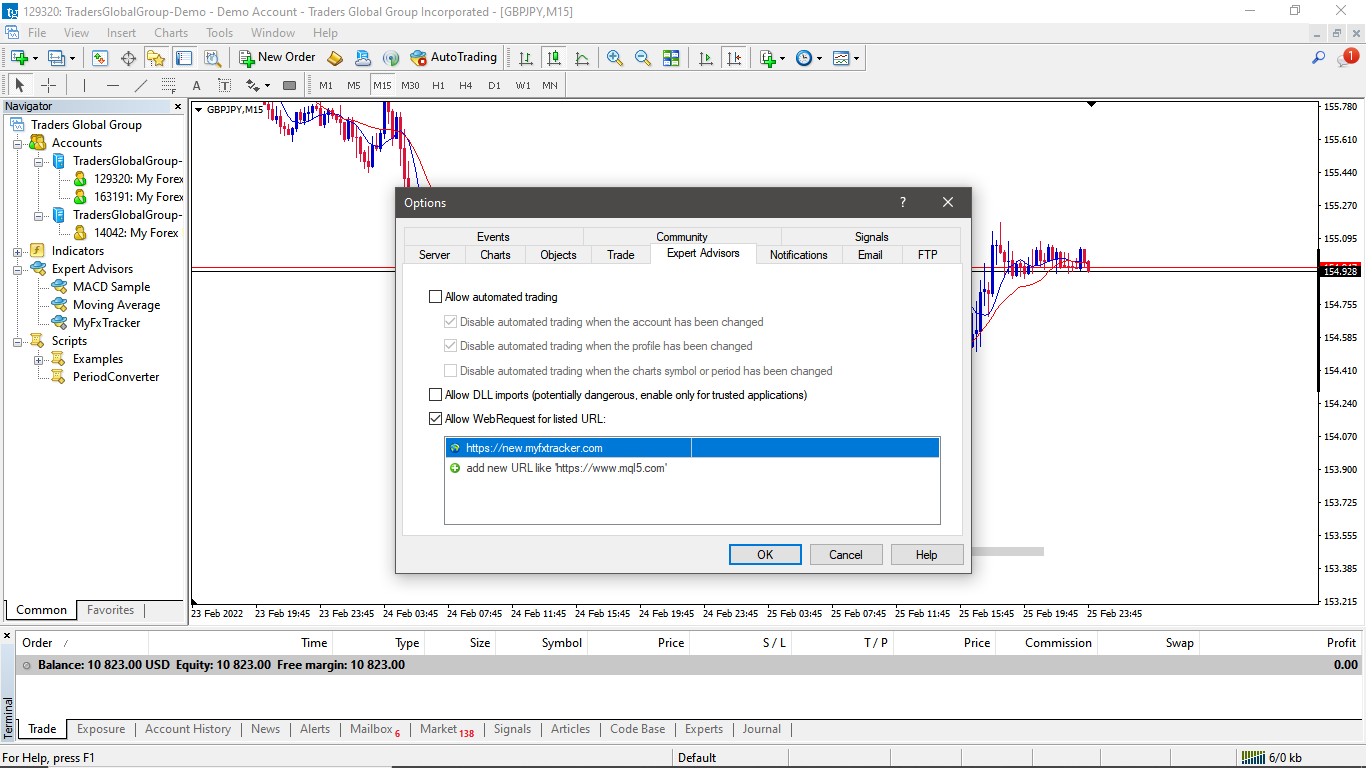 129320: TradersGlobalGroup-Demo - Demo Account - Traders Global Group Incorporated - [GBPJPY,M15]
File View Insert Charts Tools Window Help
New Order AutoTrading 1
A T M1 M5 M15 M30 H1 H4 D1 W1 MN
Navigator
Traders Global Group
Accounts
TradersGlobalGroup-
129320: My Forex
163191: My Forex
TradersGlobalGroup-
14042: My Forex
Indicators
Expert Advisors
MACD Sample
Moving Average
MyFxTracker
Scripts
Examples
PeriodConverter
Common Favorites
GBPJPY,M15
Options ?
Events Community Signals
Server Charts Objects Trade Expert Advisors Notifications Email FTP
Allow automated trading
Disable automated trading when the account has been changed
Disable automated trading when the profile has been changed
Disable automated trading when the charts symbol or period has been changed
Allow DLL imports (potentially dangerous, enable only for trusted applications)
Allow WebRequest for listed URL:
https://new.myfxtracker.com
add new URL like 'https://www.mql5.com'
OK Cancel Help
155.780
155.610
155.440
155.270
155.095
154.928
154.755
154.585
154.410
154.240
154.070
153.900
153.725
153.555
153.385
153.215
23 Feb 2022 23 Feb 19:45 23 Feb 23:45 24 Feb 03:45 24 Feb 07:45 24 Feb 11:45 24 Feb 15:45 24 Feb 19:45 24 Feb 23:45 25 Feb 03:45 25 Feb 07:45 25 Feb 11:45 25 Feb 15:45 25 Feb 19:45 25 Feb 23:45
Order / Time Type Size Symbol Price S / L T / P Price Commission Swap Profit
Balance: 10 823.00 USD Equity: 10 823.00 Free margin: 10 823.00 0.00
Terminal
Trade Exposure Account History News Alerts Mailbox 6 Market 138 Signals Articles Code Base Experts Journal
For Help, press F1 Default 6/0 kb